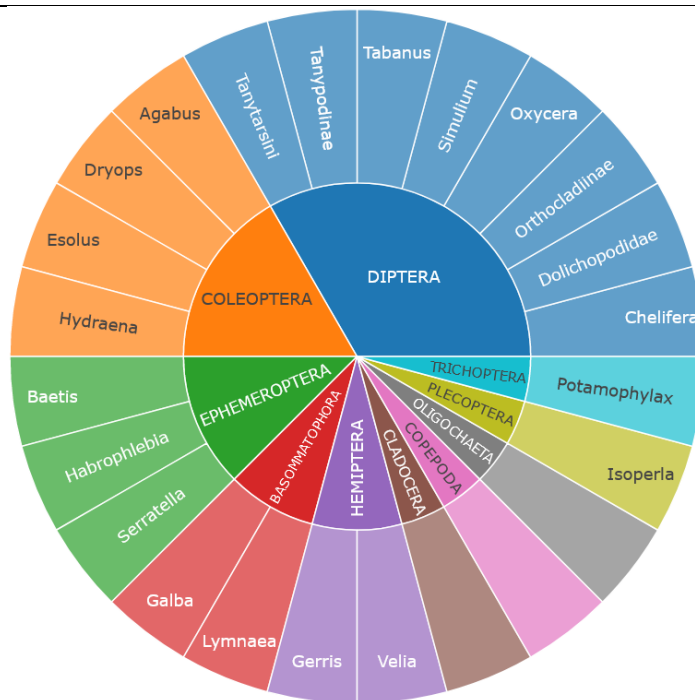 Tabanus
Tanypodinae
Simulium
Tanytarsini
Oxycera
Agabus
Orthocladiinae
Dryops
Dolichopodidae
Esolus
DIPTERA
COLEOPTERA
Chelifera
Hydraena
TRICHOPTERA
Potamophylax
EPHEMEROPTERA
Baetis
PLECOPTERA
OLIGOCHAETA
Isoperla
BASOMMATOPHORA
HEMIPTERA
CLADOCERA
COPEPODA
Habrophlebia
Serratella
Galba
Lymnaea
Gerris
Velia